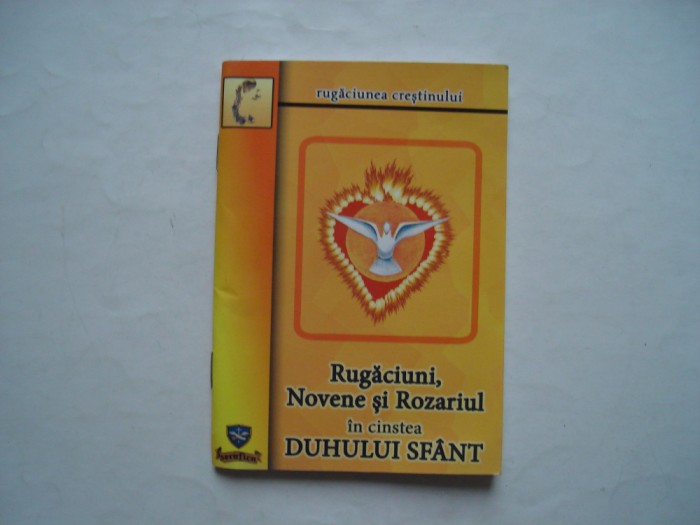 rugăciunea creştinului
Rugăciuni,
Novene şi Rozariul
în cinstea
DUHULUI SFÂNT